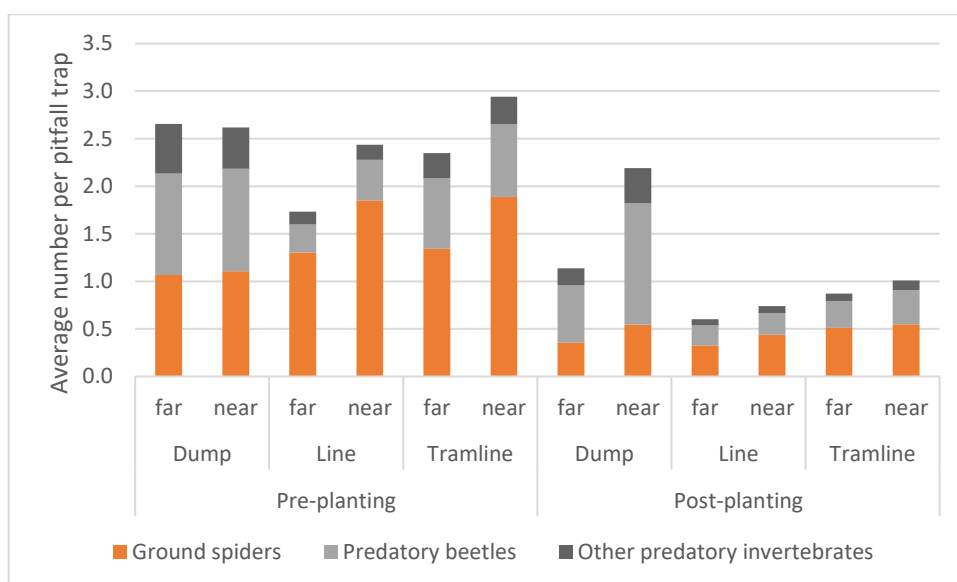 Average number per pitfall trap
3.5
3.0
2.5
2.0
1.5
1.0
0.5
0.0
far near far near far near far near far near far near
Dump Line Tramline Dump Line Tramline
Pre-planting Post-planting
Ground spiders Predatory beetles Other predatory invertebrates